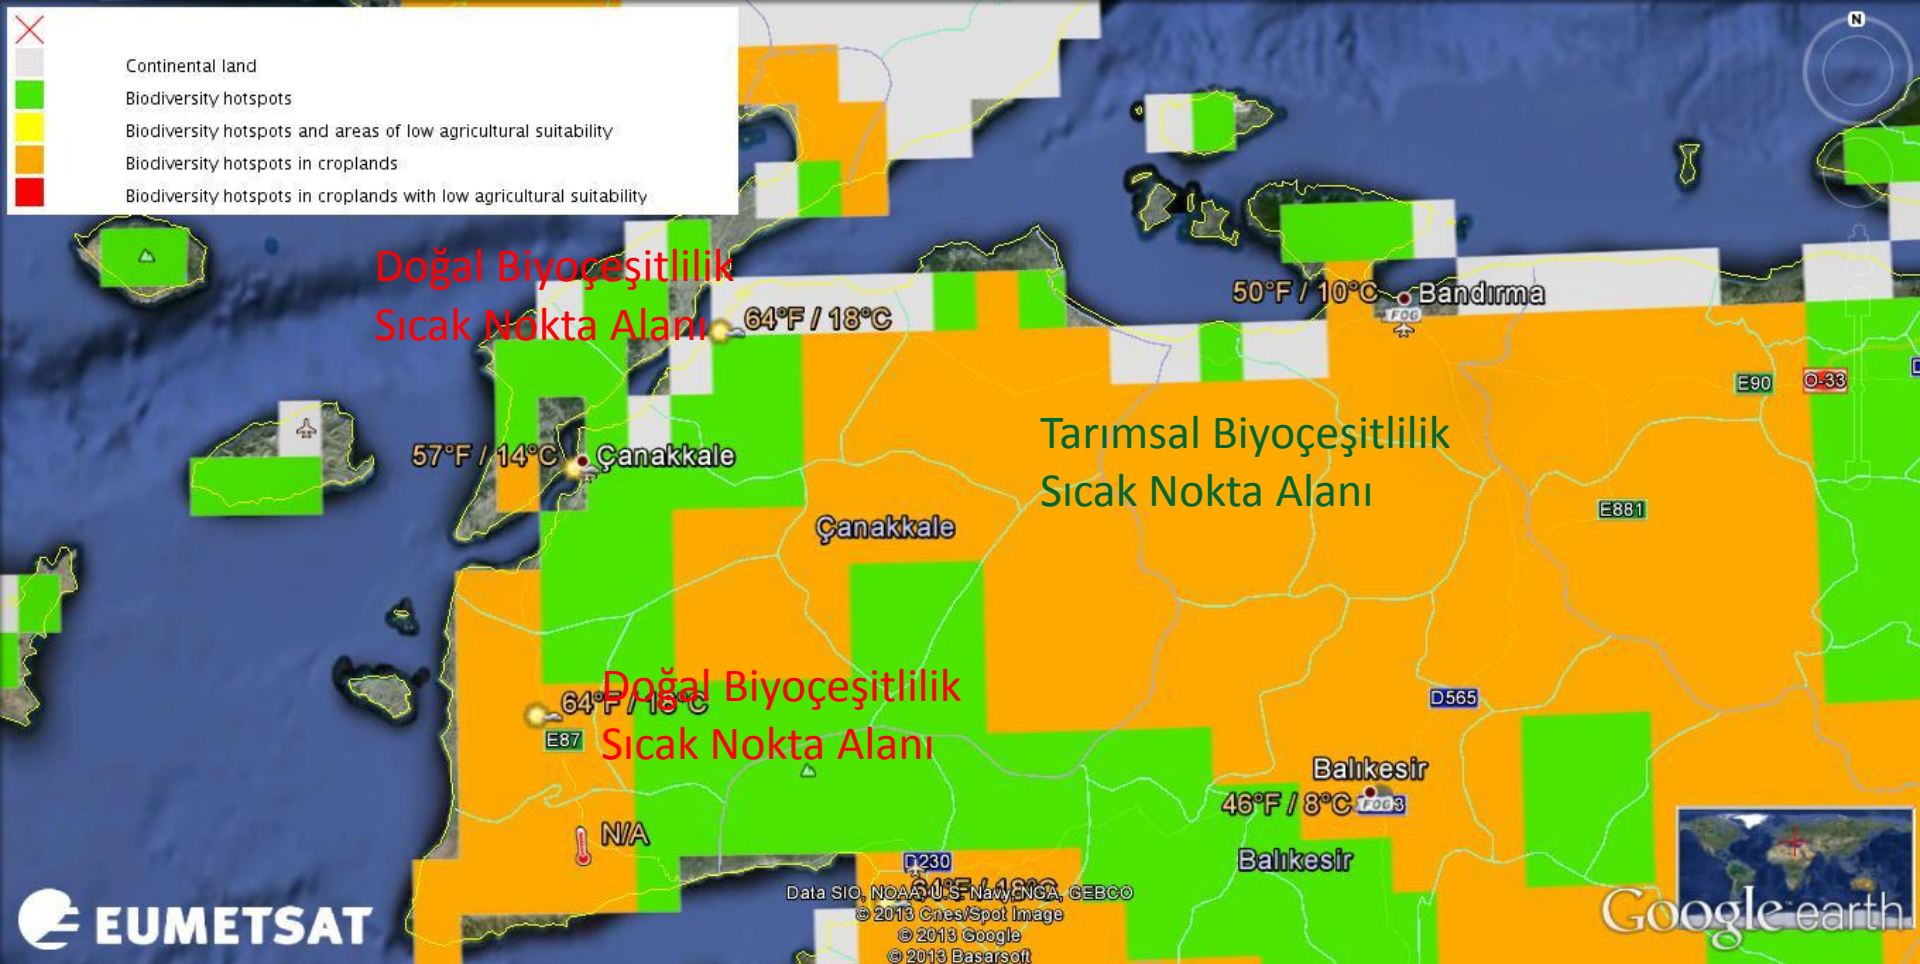 Continental land
Biodiversity hotspots
Biodiversity hotspots and areas of low agricultural suitability
Biodiversity hotspots in croplands
Biodiversity hotspots in croplands with low agricultural suitability
N
Doğal Biyoçeşitlilik
Sıcak Nokta Alanı
64°F / 18°C
50°F / 10°C
Bandırma
FOG
E90
O-33
57°F / 14°C
Çanakkale
Tarımsal Biyoçeşitlilik
Sıcak Nokta Alanı
E881
Çanakkale
Doğal Biyoçeşitlilik
Sıcak Nokta Alanı
64°F / 18°C
E87
D565
Balıkesir
46°F / 8°C
FOG
N/A
D230
Balıkesir
64°F / 18°C
Data SIO, NOAA, U.S. Navy, NGA, GEBCO
© 2013 Cnes/Spot Image
© 2013 Google
© 2013 Basarsoft
EUMETSAT
Google earth